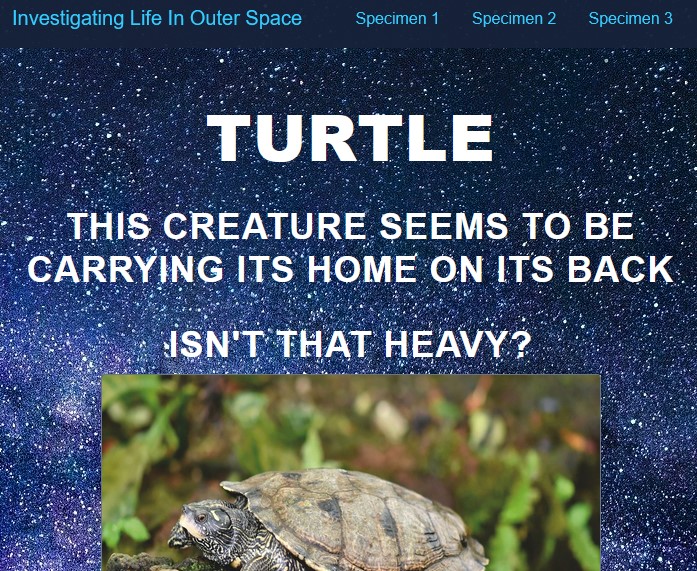 Investigating Life In Outer Space Specimen 1 Specimen 2 Specimen 3
TURTLE
THIS CREATURE SEEMS TO BE
CARRYING ITS HOME ON ITS BACK
ISN'T THAT HEAVY?